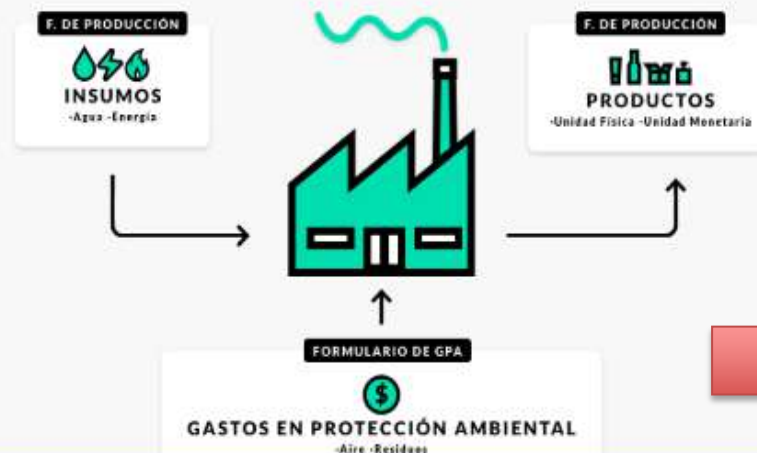 F. DE PRODUCCIÓN
INSUMOS
-Agua -Energía
F. DE PRODUCCIÓN
PRODUCTOS
-Unidad Física -Unidad Monetaria
FORMULARIO DE GPA
$
GASTOS EN PROTECCIÓN AMBIENTAL
-Aire -Residuos